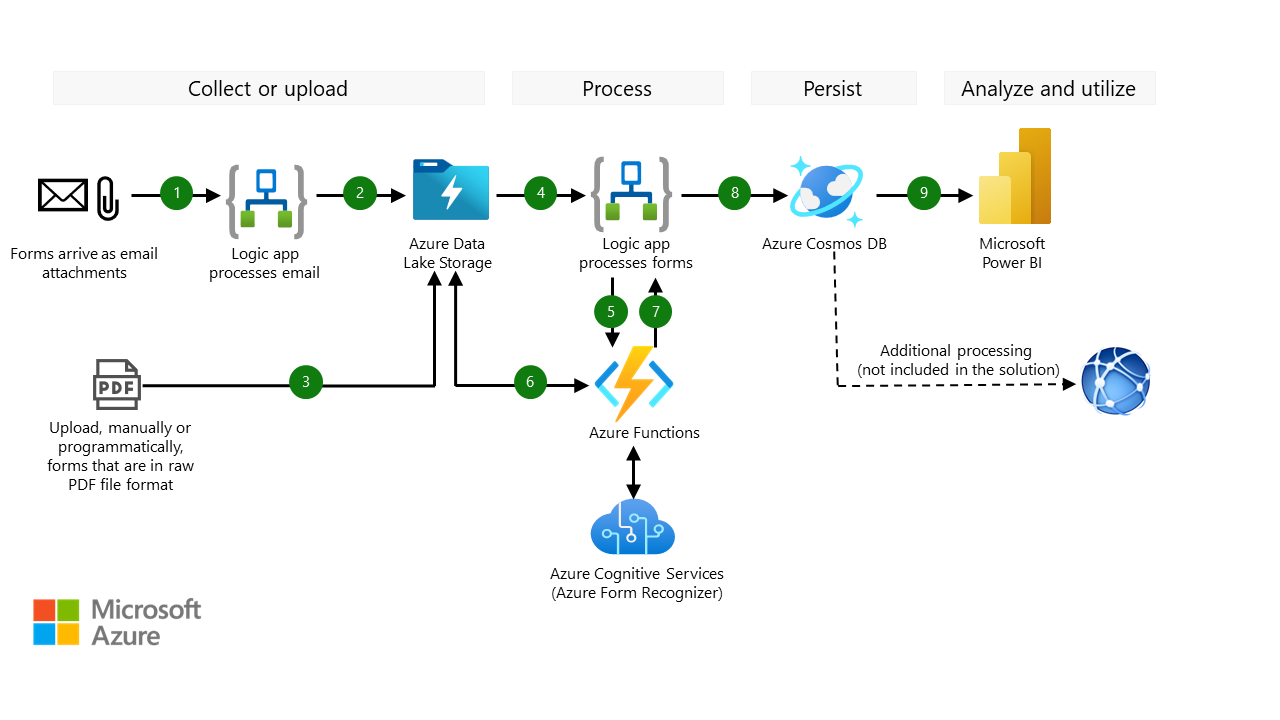 Collect or upload
Process
Persist
Analyze and utilize
1
2
4
8
9
Forms arrive as email
attachments
Logic app
processes email
Azure Data
Lake Storage
Logic app
processes forms
Azure Cosmos DB
Microsoft
Power BI
5
7
3
6
PDF
Upload, manually or
programmatically,
forms that are in raw
PDF file format
Azure Functions
Additional processing
(not included in the solution)
Azure Cognitive Services
(Azure Form Recognizer)
Microsoft
Azure